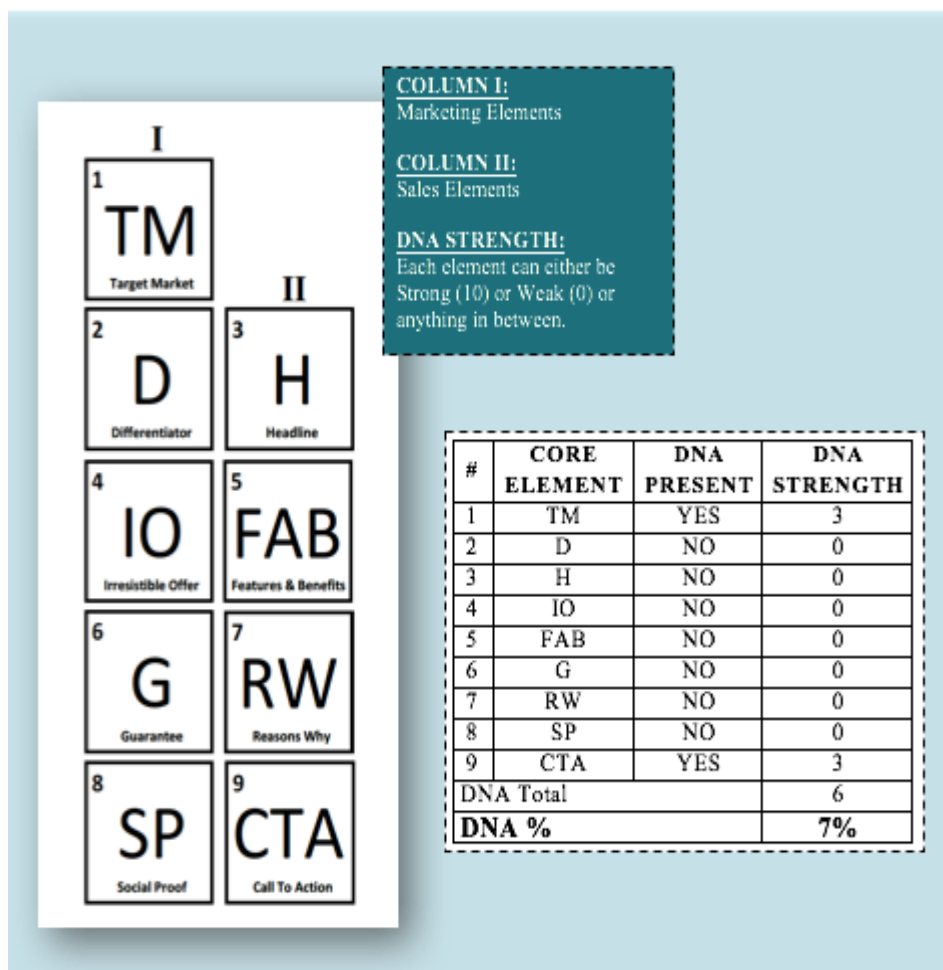 I
1
TM
Target Market
II
2
D
Differentiator
3
H
Headline
4
IO
Irresistible Offer
5
FAB
Features & Benefits
6
G
Guarantee
7
RW
Reasons Why
8
SP
Social Proof
9
CTA
Call To Action
COLUMN I:
Marketing Elements
COLUMN II:
Sales Elements
DNA STRENGTH:
Each element can either be
Strong (10) or Weak (0) or
anything in between.
# CORE ELEMENT DNA PRESENT DNA STRENGTH
1 TM YES 3
2 D NO 0
3 H NO 0
4 IO NO 0
5 FAB NO 0
6 G NO 0
7 RW NO 0
8 SP NO 0
9 CTA YES 3
DNA Total 6
DNA % 7%